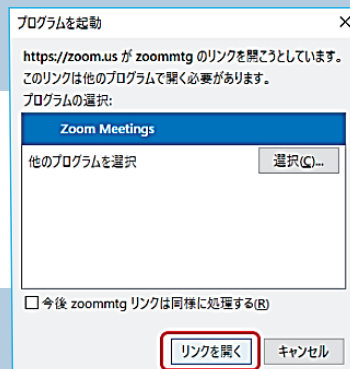 プログラムを起動
https://zoom.us が zoommtg のリンクを開こうとしています。
このリンクは他のプログラムで開く必要があります。
プログラムの選択:
Zoom Meetings
他のプログラムを選択
選択(C)...
今後 zoommtg リンクは同様に処理する(R)
リンクを開く
キャンセル